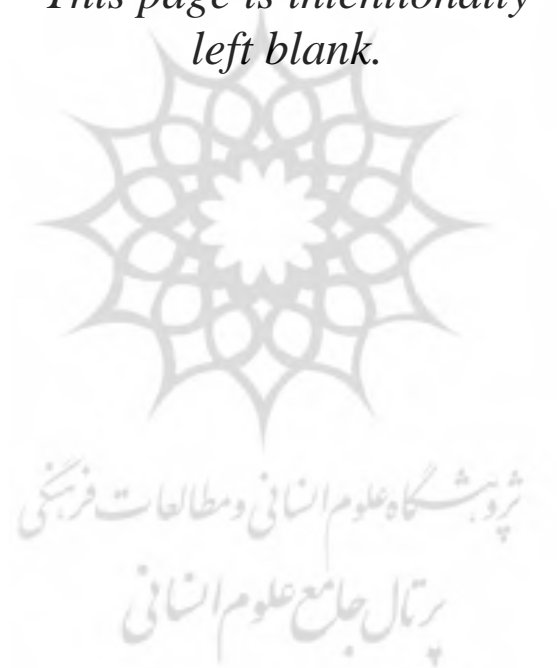 This page is intentionally
left blank.
پژوهشگاه علوم انسانی و مطالعات فرهنگی
پرتال جامع علوم انسانی